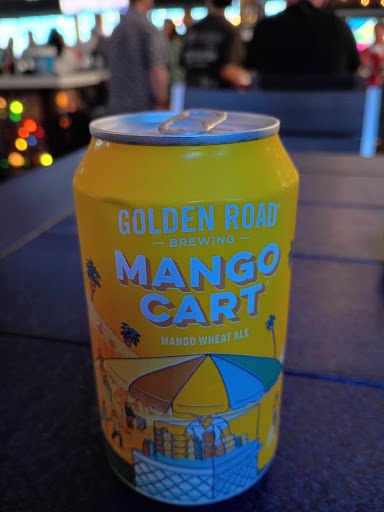 GOLDEN ROAD
BREWING
MANGO
CART
MANGO WHEAT ALE